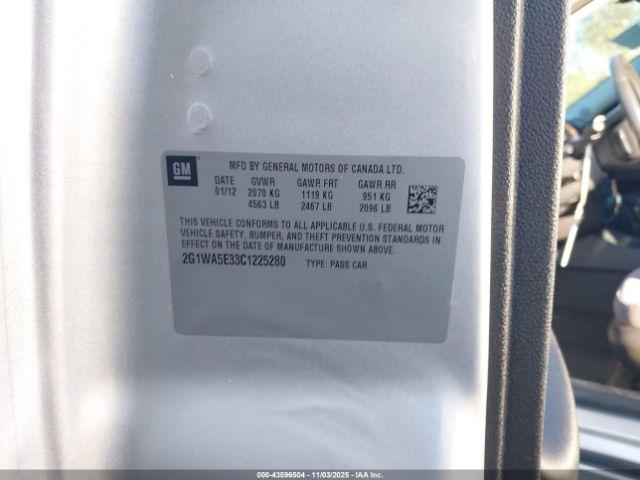 GM
MFD BY GENERAL MOTORS OF CANADA LTD.
DATE GVWR GAWR FRT GAWR RR
01/12 2070 KG 1119 KG 951 KG
4563 LB 2467 LB 2096 LB
THIS VEHICLE CONFORMS TO ALL APPLICABLE U.S. FEDERAL MOTOR
VEHICLE SAFETY, BUMPER, AND THEFT PREVENTION STANDARDS IN
EFFECT ON THE DATE OF MANUFACTURE SHOWN ABOVE.
2G1WA5E33C1225280 TYPE: PASS CAR
000-43596504 - 11/03/2025 - IAAI.COM